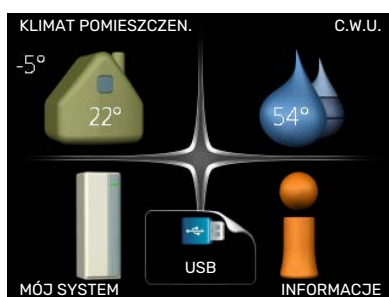 KLIMAT POMIESZCZEN.
C.W.U.
-5°
22°
54°
USB
MÓJ SYSTEM
INFORMACJE